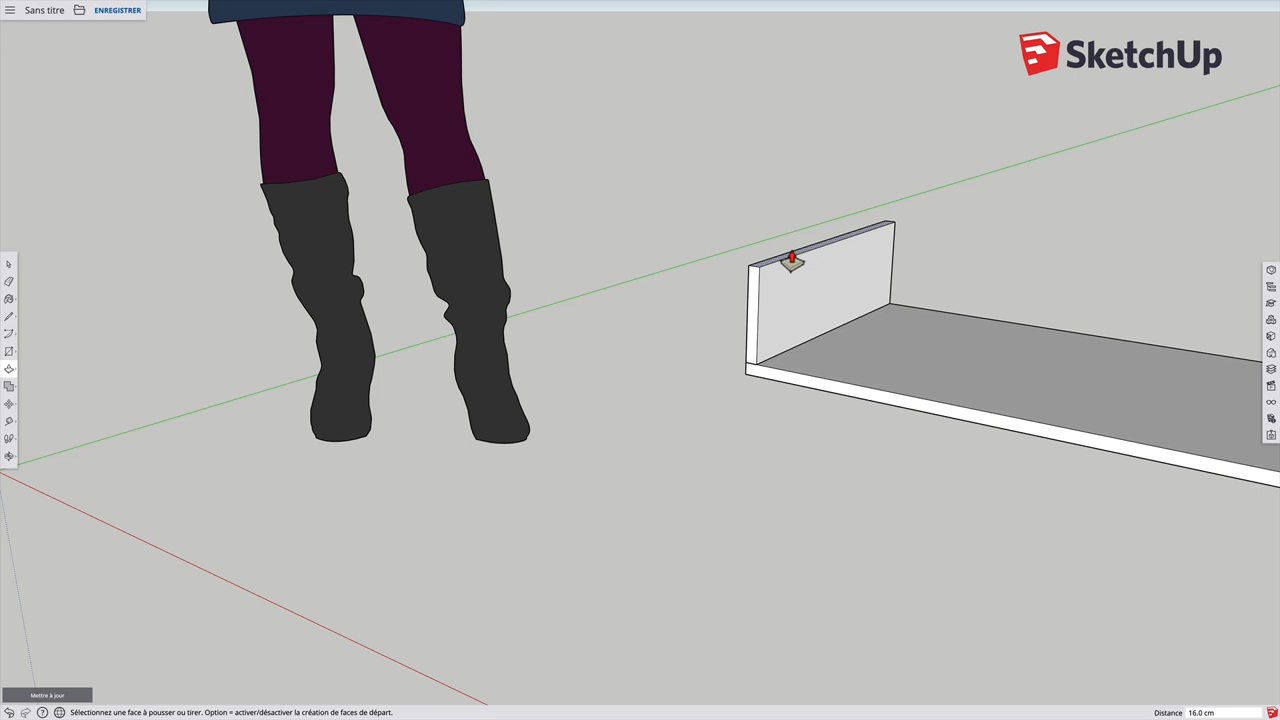 Sans titre ENREGISTRER
SketchUp
Mettre à jour
Sélectionnez une face à pousser ou tirer. Option = activer/désactiver la création de faces de départ. Distance 16.0 cm